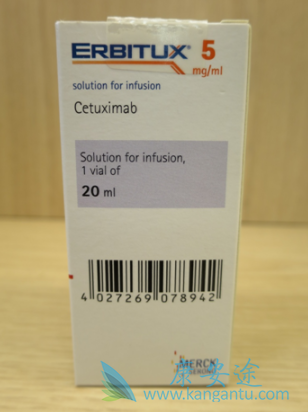 ERBITUX® 5
mg/ml
solution for infusion
Cetuximab
Solution for infusion,
1 vial of
20 ml
4 027269 078942
MERCK
SERONO
康安途
www.kangantu.com